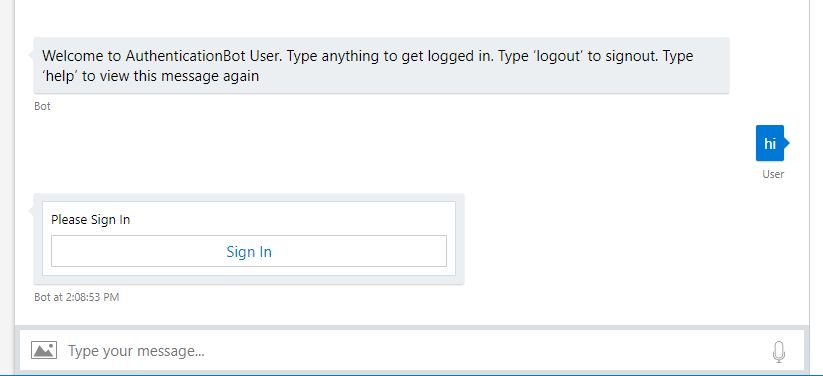 Welcome to AuthenticationBot User. Type anything to get logged in. Type ‘logout’ to signout. Type
‘help’ to view this message again
Bot
hi
User
Please Sign In
Sign In
Bot at 2:08:53 PM
Type your message...